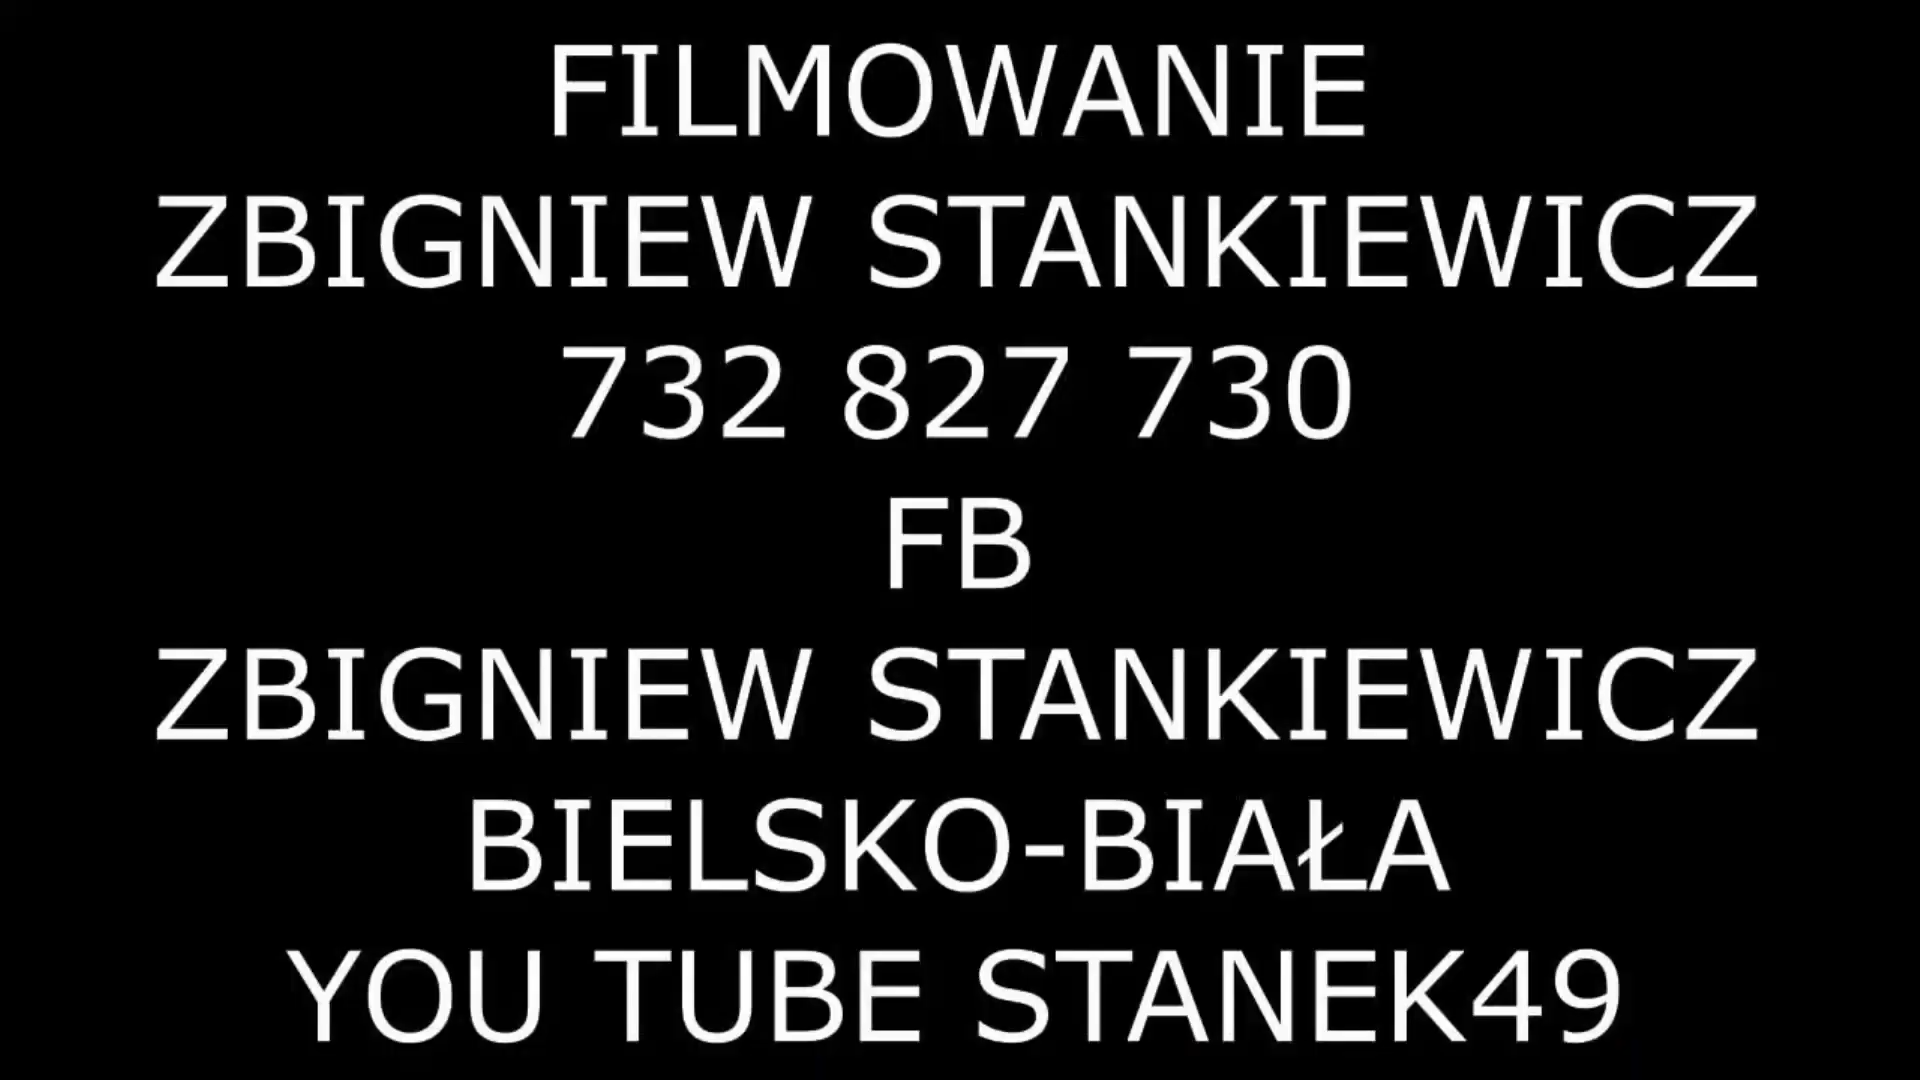 FILMOWANIE
ZBIGNIEW STANKIEWICZ
732 827 730
FB
ZBIGNIEW STANKIEWICZ
BIELSKO-BIAŁA
YOU TUBE STANEK49